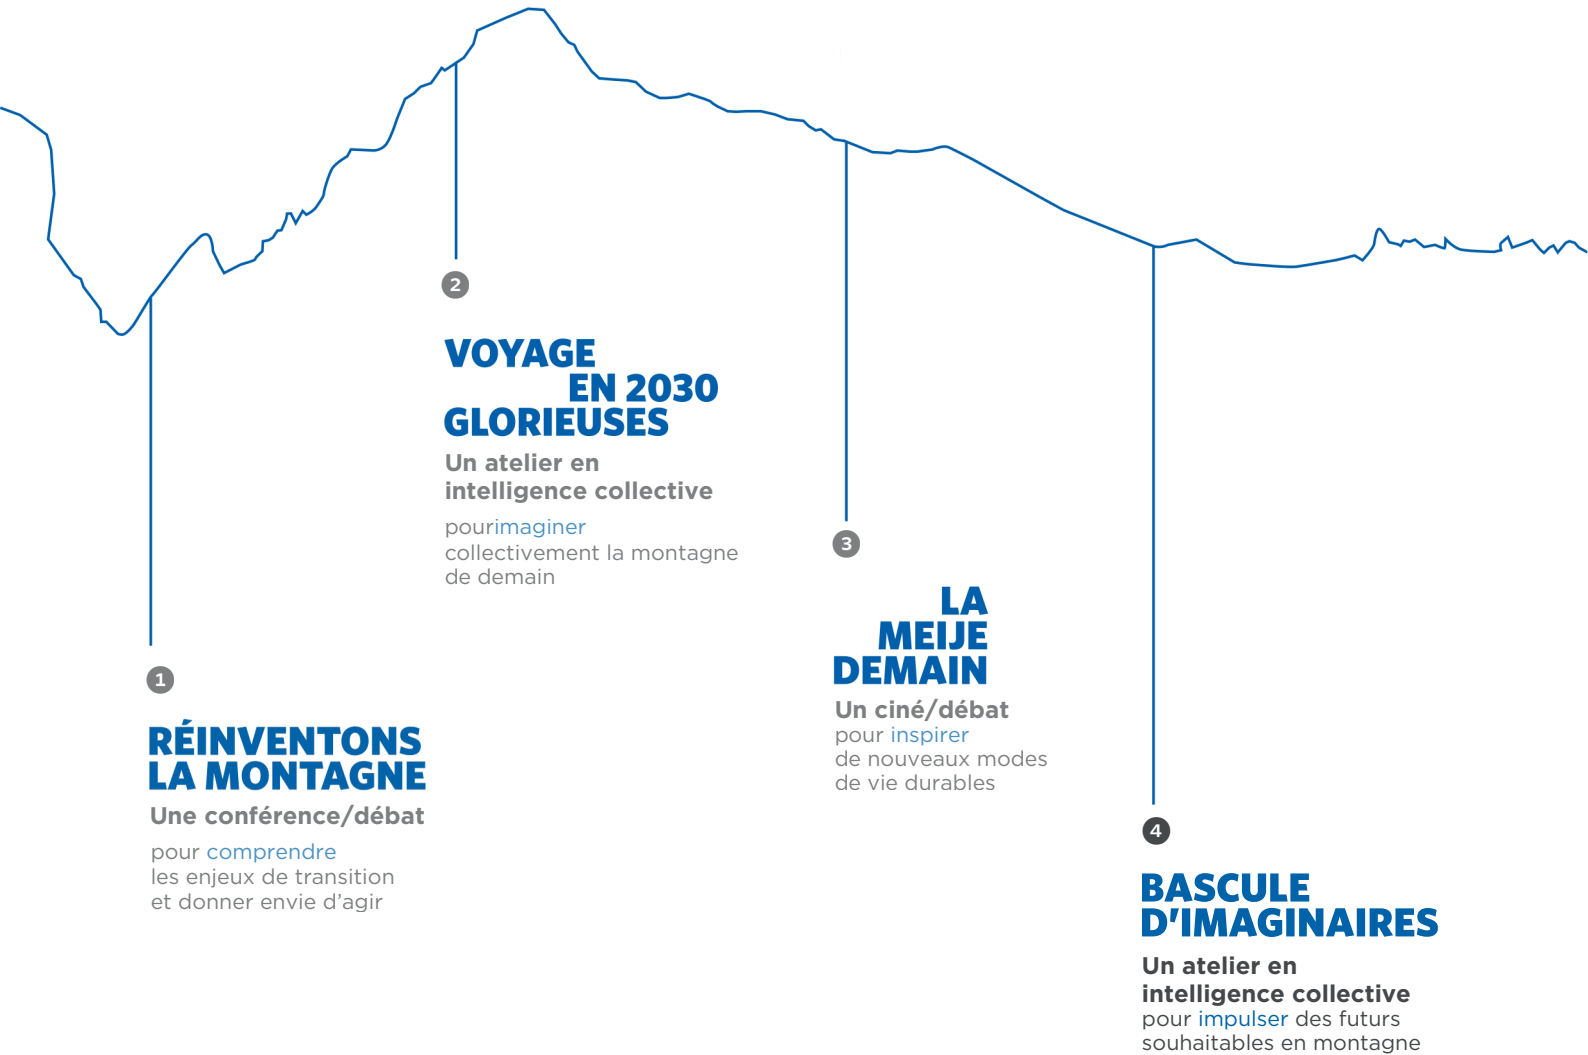 1
RÉINVENTONS
LA MONTAGNE
Une conférence/débat
pour comprendre
les enjeux de transition
et donner envie d’agir
2
VOYAGE
EN 2030
GLORIEUSES
Un atelier en
intelligence collective
pourimaginer
collectivement la montagne
de demain
3
LA
MEIJE
DEMAIN
Un ciné/débat
pour inspirer
de nouveaux modes
de vie durables
4
BASCULE
D'IMAGINAIRES
Un atelier en
intelligence collective
pour impulser des futurs
souhaitables en montagne